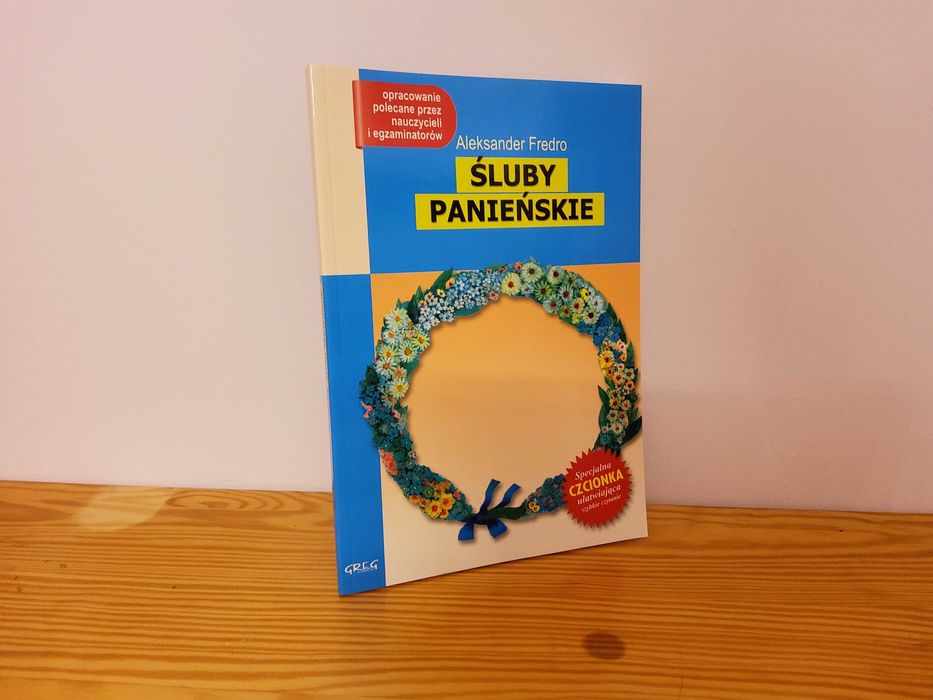 opracowanie
polecane przez
nauczycieli
i egzaminatorów
Aleksander Fredro
ŚLUBY
PANIEŃSKIE
Specjalna
CZCIONKA
ułatwiająca
szybkie czytanie
GREG